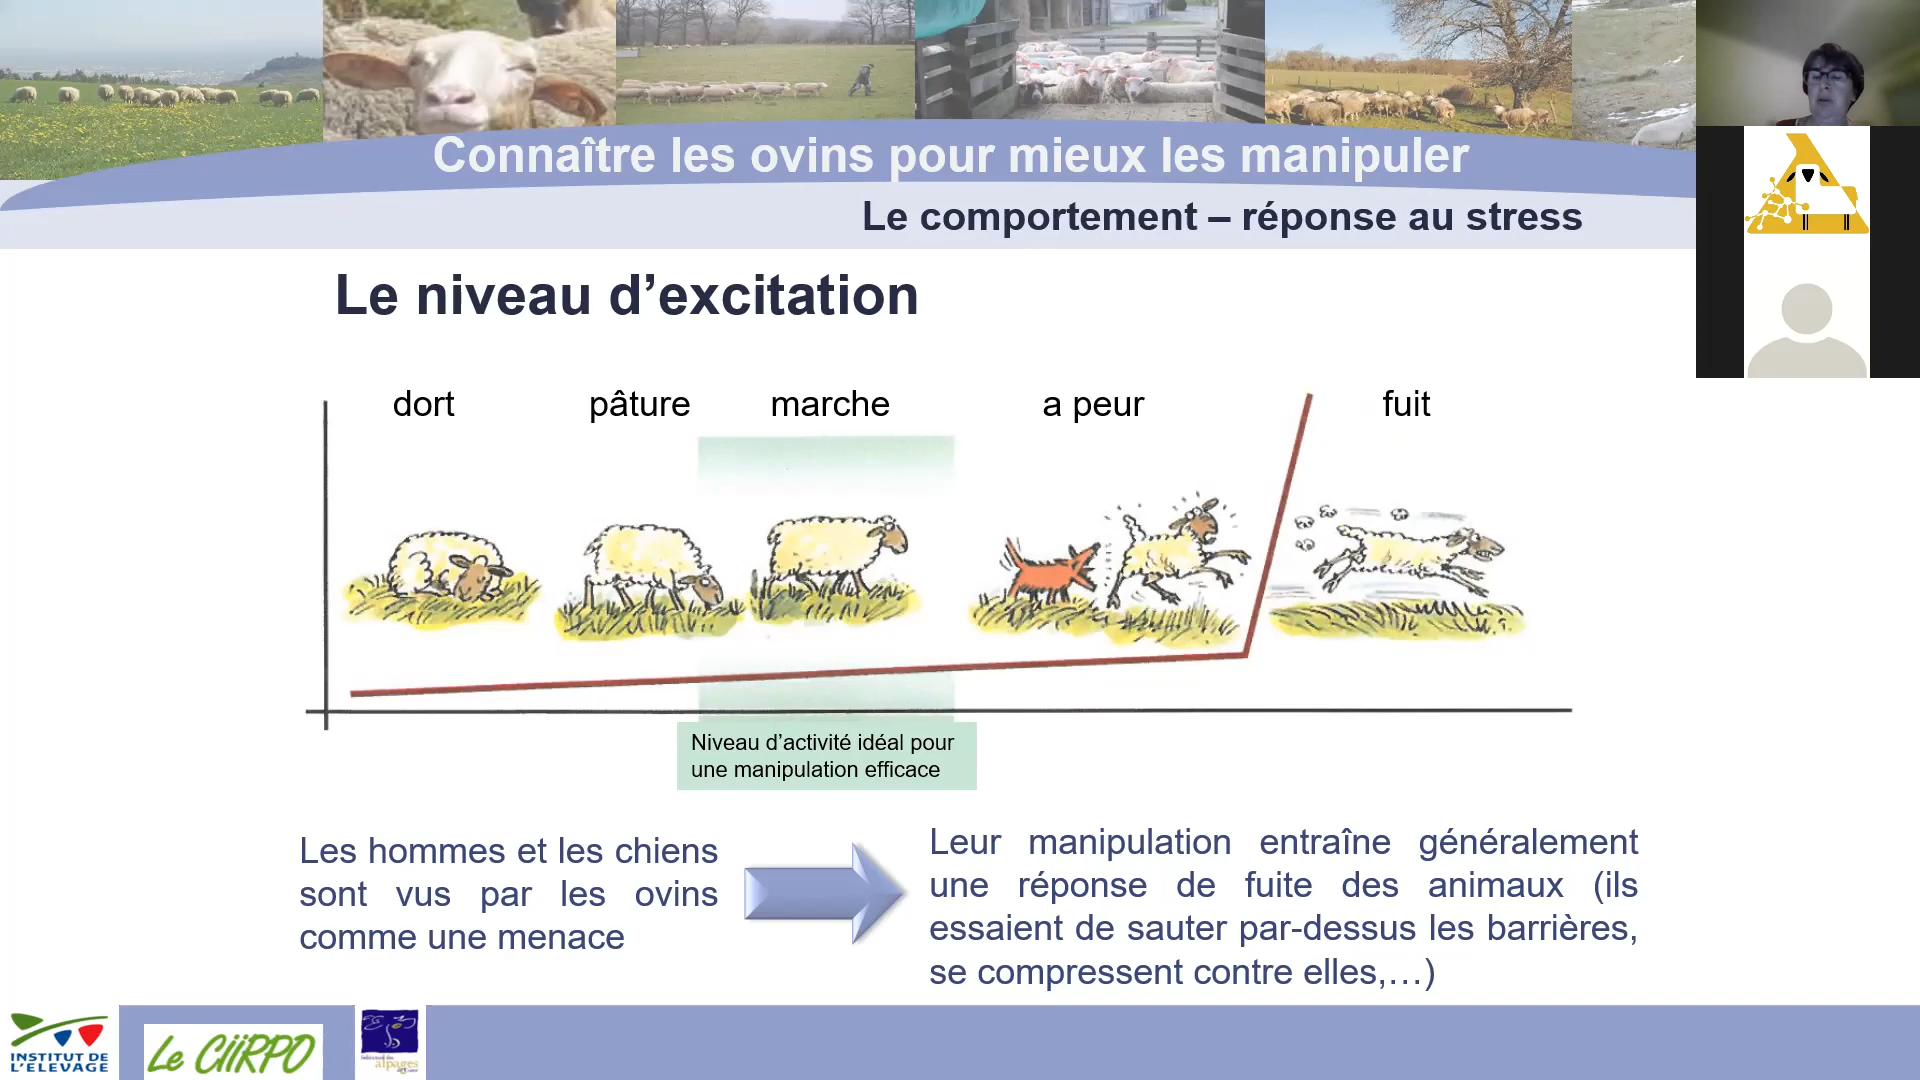 Connaître les ovins pour mieux les manipuler
Le comportement – réponse au stress
Le niveau d’excitation
dort
pâture
marche
a peur
fuit
Niveau d’activité idéal pour
une manipulation efficace
Les hommes et les chiens
sont vus par les ovins
comme une menace
Leur manipulation entraîne généralement
une réponse de fuite des animaux (ils
essaient de sauter par-dessus les barrières,
se compressent contre elles,…)
INSTITUT DE
L'ELEVAGE
Le CIIRPO
alpages